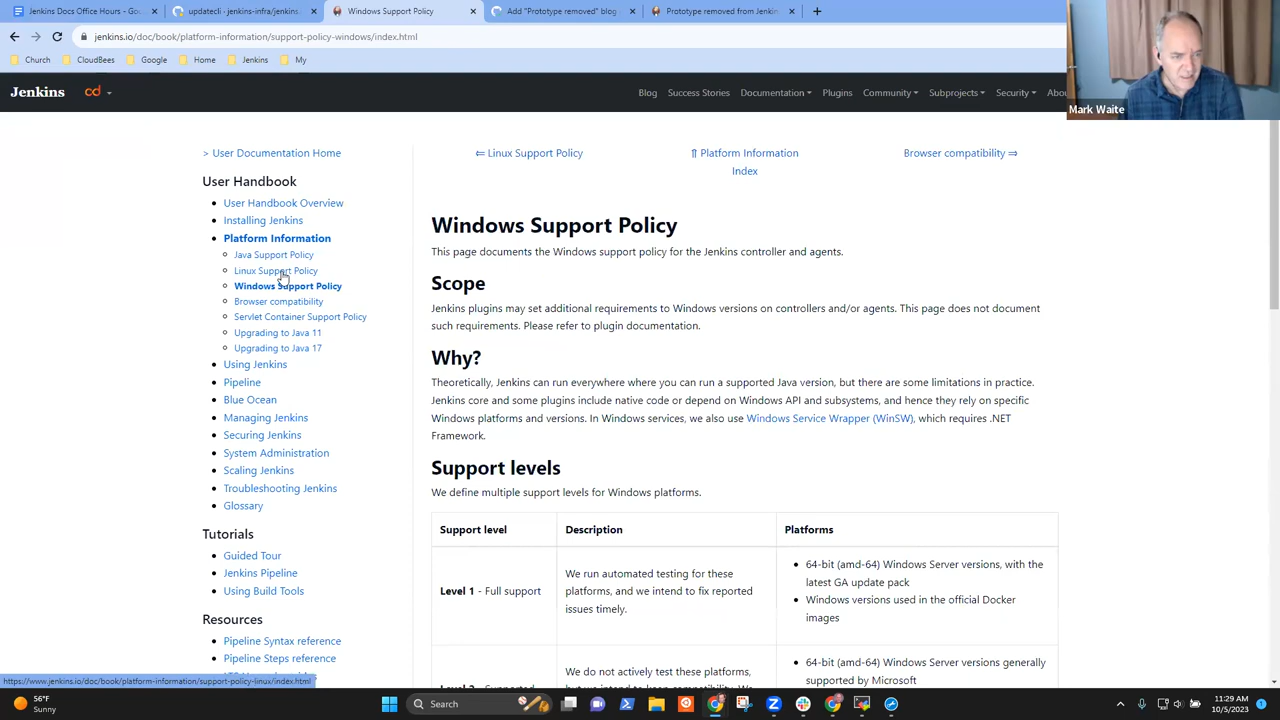 Jenkins Docs Office Hours
updatecli · jenkins-infra/jenkins.
Windows Support Policy
Add "Prototype removed" blog
Prototype removed from Jenkin
jenkins.io/doc/book/platform-information/support-policy-windows/index.html
Church
CloudBees
Google
Home
Jenkins
My
Mark Waite
Jenkins
cd
Blog
Success Stories
Documentation
Plugins
Community
Subprojects
Security
Abou
> User Documentation Home
User Handbook
User Handbook Overview
Installing Jenkins
Platform Information
Java Support Policy
Linux Support Policy
Windows Support Policy
Browser compatibility
Servlet Container Support Policy
Upgrading to Java 11
Upgrading to Java 17
Using Jenkins
Pipeline
Blue Ocean
Managing Jenkins
Securing Jenkins
System Administration
Scaling Jenkins
Troubleshooting Jenkins
Glossary
Tutorials
Guided Tour
Jenkins Pipeline
Using Build Tools
Resources
Pipeline Syntax reference
Pipeline Steps reference
⇐ Linux Support Policy
⇑ Platform Information
Index
Browser compatibility ⇒
Windows Support Policy
This page documents the Windows support policy for the Jenkins controller and agents.
Scope
Jenkins plugins may set additional requirements to Windows versions on controllers and/or agents. This page does not document
such requirements. Please refer to plugin documentation.
Why?
Theoretically, Jenkins can run everywhere where you can run a supported Java version, but there are some limitations in practice.
Jenkins core and some plugins include native code or depend on Windows API and subsystems, and hence they rely on specific
Windows platforms and versions. In Windows services, we also use Windows Service Wrapper (WinSW), which requires .NET
Framework.
Support levels
We define multiple support levels for Windows platforms.
Support level
Description
Platforms
Level 1 - Full support
We run automated testing for these
platforms, and we intend to fix reported
issues timely.
64-bit (amd-64) Windows Server versions, with the
latest GA update pack
Windows versions used in the official Docker
images
We do not actively test these platforms,
64-bit (amd-64) Windows Server versions generally
supported by Microsoft
https://www.jenkins.io/doc/book/platform-information/support-policy-linux/index.html
56°F
Sunny
Search
11:29 AM
10/5/2023